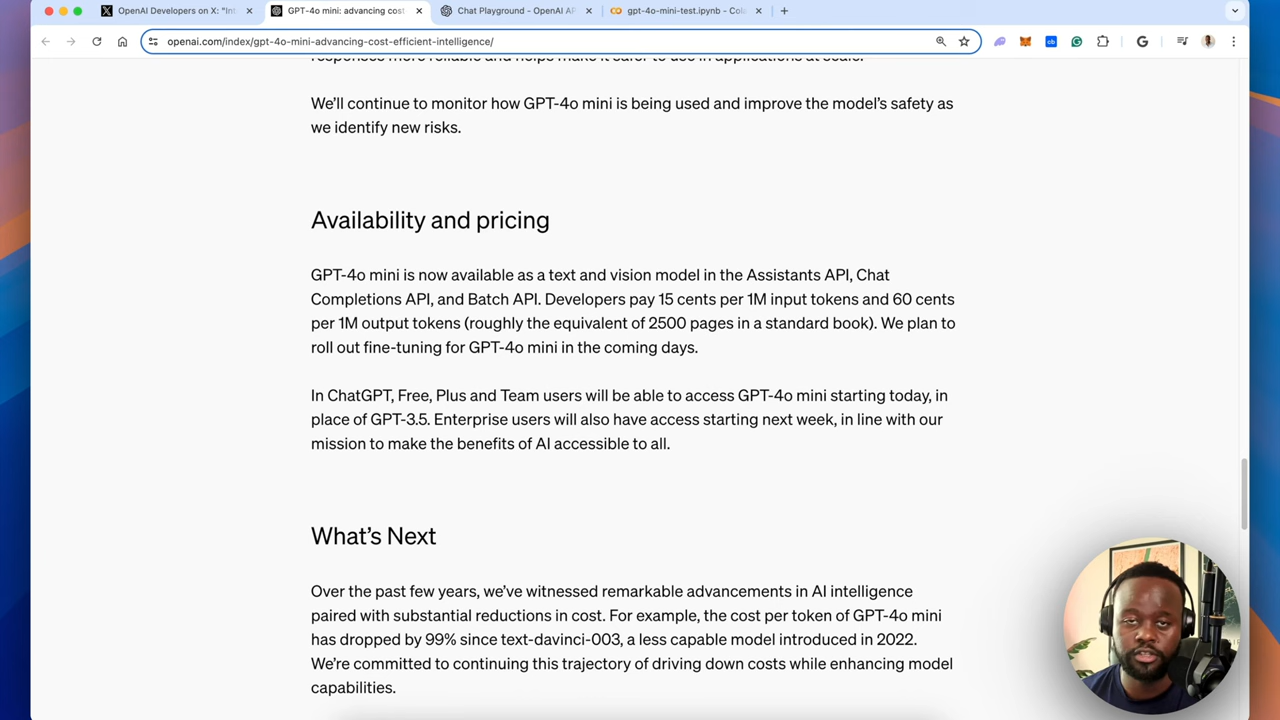 OpenAI Developers on X: "Int
GPT-4o mini: advancing cost
Chat Playground - OpenAI AP
gpt-4o-mini-test.ipynb - Cola
openai.com/index/gpt-4o-mini-advancing-cost-efficient-intelligence/
responses more reliable and helps make it safer to use in applications at scale.
We'll continue to monitor how GPT-4o mini is being used and improve the model's safety as
we identify new risks.
Availability and pricing
GPT-4o mini is now available as a text and vision model in the Assistants API, Chat
Completions API, and Batch API. Developers pay 15 cents per 1M input tokens and 60 cents
per 1M output tokens (roughly the equivalent of 2500 pages in a standard book). We plan to
roll out fine-tuning for GPT-4o mini in the coming days.
In ChatGPT, Free, Plus and Team users will be able to access GPT-4o mini starting today, in
place of GPT-3.5. Enterprise users will also have access starting next week, in line with our
mission to make the benefits of AI accessible to all.
What's Next
Over the past few years, we've witnessed remarkable advancements in AI intelligence
paired with substantial reductions in cost. For example, the cost per token of GPT-4o mini
has dropped by 99% since text-davinci-003, a less capable model introduced in 2022.
We're committed to continuing this trajectory of driving down costs while enhancing model
capabilities.